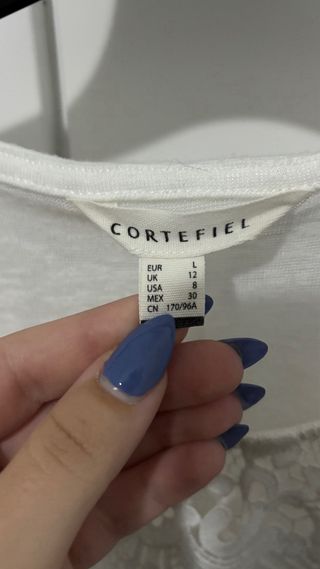 CORTEFIEL
EUR L
UK 12
USA 8
MEX 30
CN 170/96A